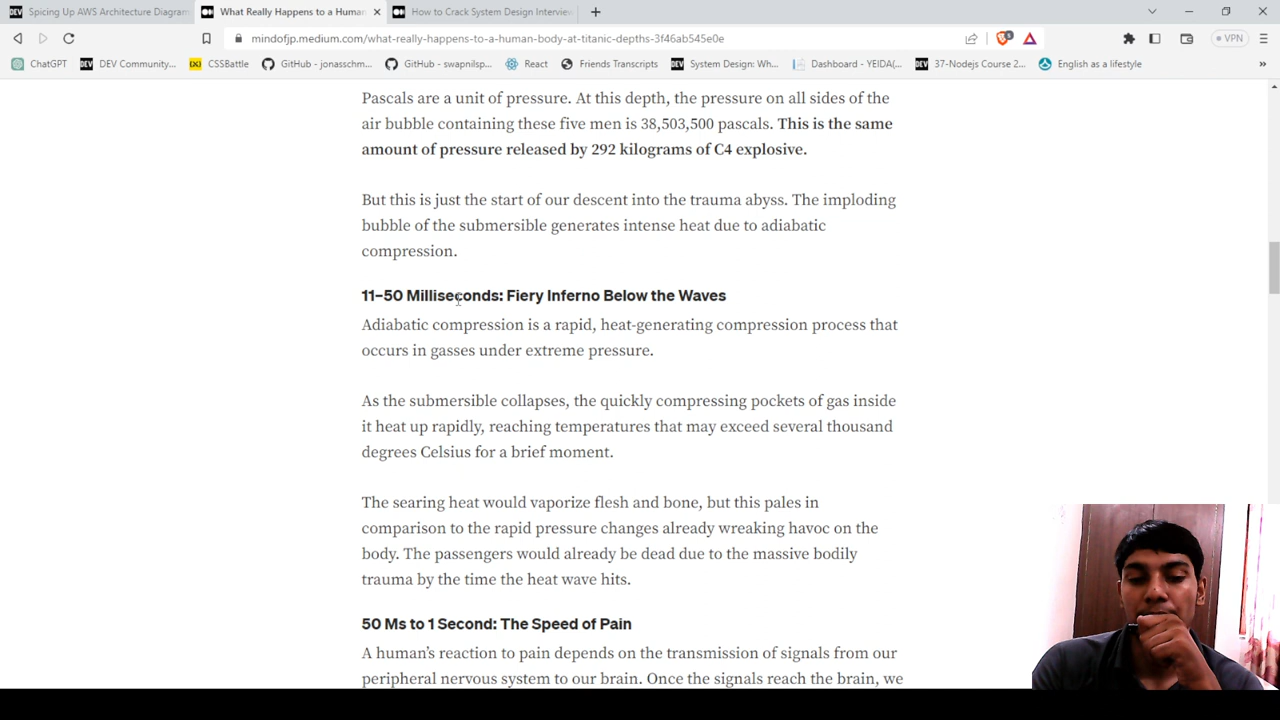 Spicing Up AWS Architecture Diagram
What Really Happens to a Human
How to Crack System Design Interview
mindofjp.medium.com/what-really-happens-to-a-human-body-at-titanic-depths-3f46ab545e0e
5
VPN
ChatGPT
DEV Community...
CSSBattle
GitHub - jonasschm...
GitHub - swapnilsp...
React
Friends Transcripts
System Design: Wh...
Dashboard - YEIDA(...
37-Nodejs Course 2...
English as a lifestyle
Pascals are a unit of pressure. At this depth, the pressure on all sides of the
air bubble containing these five men is 38,503,500 pascals. This is the same
amount of pressure released by 292 kilograms of C4 explosive.
But this is just the start of our descent into the trauma abyss. The imploding
bubble of the submersible generates intense heat due to adiabatic
compression.
11–50 Milliseconds: Fiery Inferno Below the Waves
Adiabatic compression is a rapid, heat-generating compression process that
occurs in gasses under extreme pressure.
As the submersible collapses, the quickly compressing pockets of gas inside
it heat up rapidly, reaching temperatures that may exceed several thousand
degrees Celsius for a brief moment.
The searing heat would vaporize flesh and bone, but this pales in
comparison to the rapid pressure changes already wreaking havoc on the
body. The passengers would already be dead due to the massive bodily
trauma by the time the heat wave hits.
50 Ms to 1 Second: The Speed of Pain
A human's reaction to pain depends on the transmission of signals from our
peripheral nervous system to our brain. Once the signals reach the brain, we